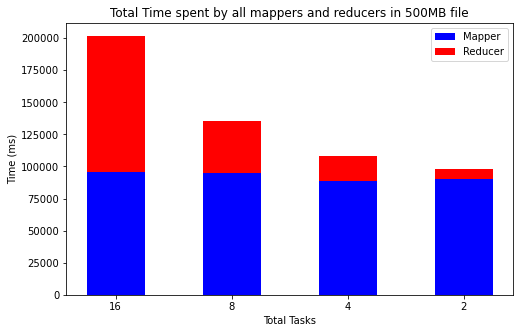 Total Time spent by all mappers and reducers in 500MB file
Mapper
Reducer
200000
175000
150000
125000
100000
75000
50000
25000
0
Time (ms)
16 8 4 2
Total Tasks